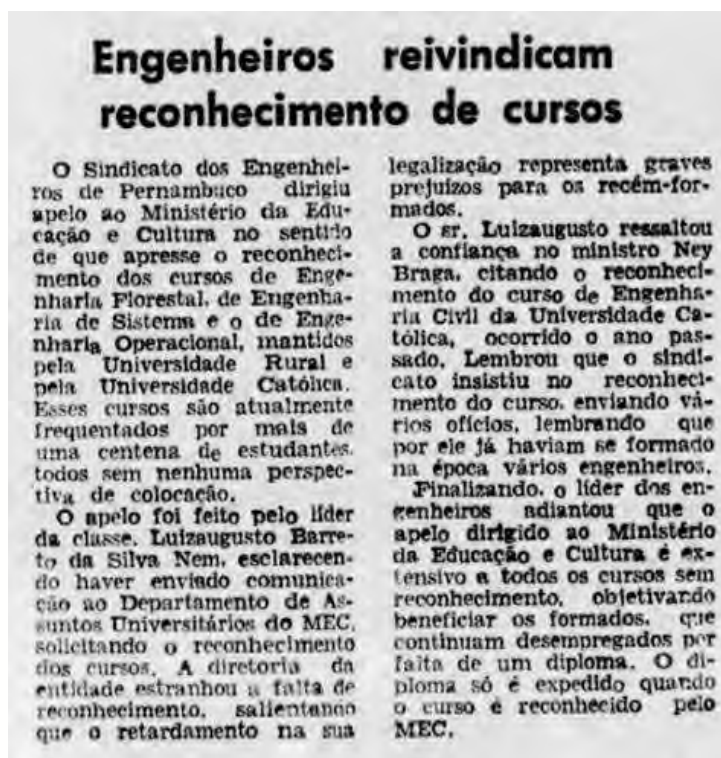 Engenheiros reivindicam
reconhecimento de cursos
O Sindicato dos Engenhei-
ros de Pernambuco dirigiu
apelo ao Ministério da Edu-
cação e Cultura no sentido
de que apresse o reconheci-
mento dos cursos de Enge-
nharia Florestal, de Engenha-
ria de Sistema e o de Enge-
nharia Operacional, mantidos
pela Universidade Rural e
pela Universidade Católica.
Esses cursos são atualmente
frequentados por mais de
uma centena de estudantes,
todos sem nenhuma perspec-
tiva de colocação.
O apelo foi feito pelo líder
da classe, Luizaugusto Barre-
to da Silva Nem, esclarecen-
do haver enviado comunica-
ção ao Departamento de As-
suntos Universitários do MEC,
solicitando o reconhecimento
dos cursos. A diretoria da
entidade estranhou a falta de
reconhecimento, salientando
que o retardamento na sua
legalização representa graves
prejuízos para os recém-for-
mados.
O sr. Luizaugusto ressaltou
a confiança no ministro Ney
Braga, citando o reconheci-
mento do curso de Engenha-
ria Civil da Universidade Ca-
tólica, ocorrido o ano pas-
sado. Lembrou que o sindi-
cato insistiu no reconheci-
mento do curso, enviando vá-
rios ofícios, lembrando que
por ele já haviam se formado
na época vários engenheiros.
Finalizando, o líder dos en-
genheiros adiantou que o
apelo dirigido ao Ministério
da Educação e Cultura é ex-
tensivo a todos os cursos sem
reconhecimento, objetivando
beneficiar os formados, que
continuam desempregados por
falta de um diploma. O di-
ploma só é expedido quando
o curso é reconhecido pelo
MEC.